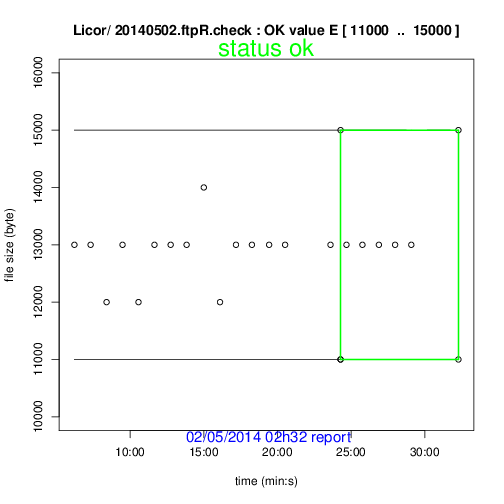 Licor/ 20140502.ftpR.check : OK value E [ 11000 .. 15000 ]
status ok
16000
15000
14000
13000
12000
11000
10000
file size (byte)
02/05/2014 02h32 report
10:00 15:00 20:00 25:00 30:00
time (min:s)